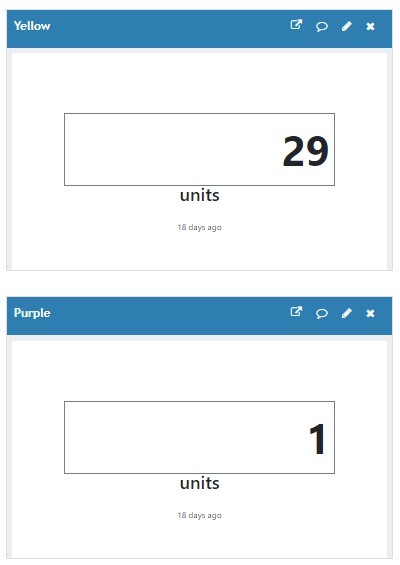 Yellow
29
units
18 days ago
Purple
1
units
18 days ago